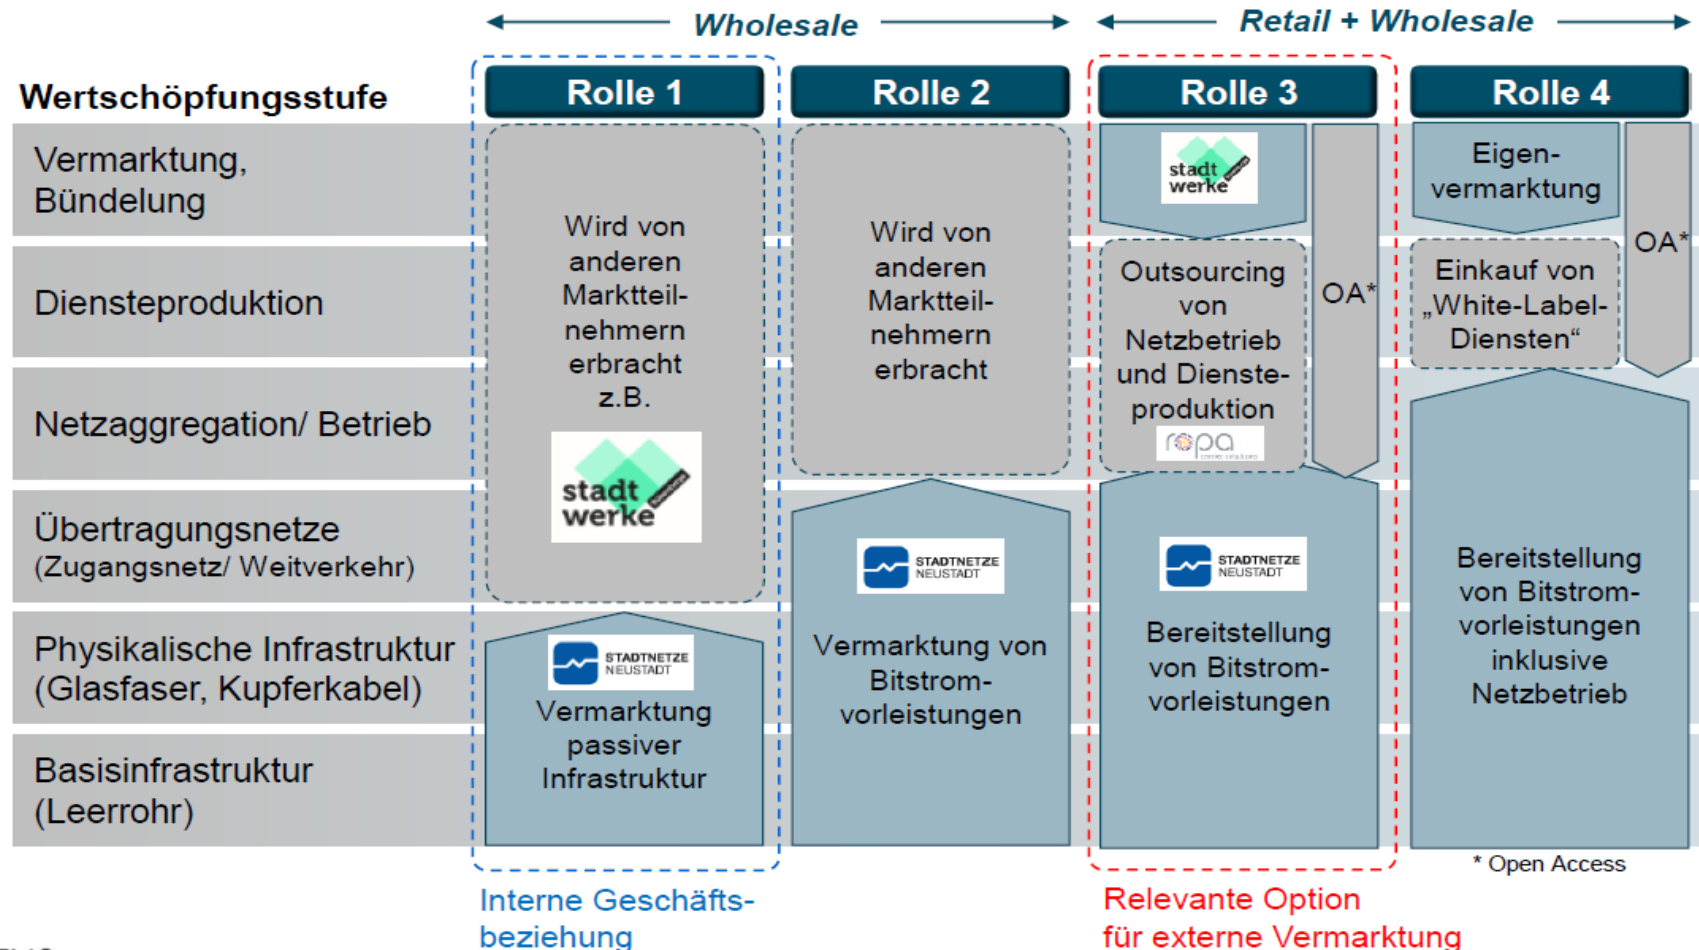 Wholesale
Retail + Wholesale
Wertschöpfungsstufe
Rolle 1
Rolle 2
Rolle 3
Rolle 4
Vermarktung,
Bündelung
Diensteproduktion
Netzaggregation/ Betrieb
Übertragungsnetze
(Zugangsnetz/ Weitverkehr)
Physikalische Infrastruktur
(Glasfaser, Kupferkabel)
Basisinfrastruktur
(Leerrohr)
Wird von
anderen
Marktteil-
nehmern
erbracht
z.B.
stadt
werke
STADTNETZE
NEUSTADT
Vermarktung
passiver
Infrastruktur
Wird von
anderen
Marktteil-
nehmern
erbracht
STADTNETZE
NEUSTADT
Vermarktung von
Bitstrom-
vorleistungen
stadt
werke
Outsourcing
von
Netzbetrieb
und Dienste-
produktion
ropa
OA*
STADTNETZE
NEUSTADT
Bereitstellung
von Bitstrom-
vorleistungen
Eigen-
vermarktung
OA*
Einkauf von
„White-Label-
Diensten“
Bereitstellung
von Bitstrom-
vorleistungen
inklusive
Netzbetrieb
* Open Access
Interne Geschäfts-
beziehung
Relevante Option
für externe Vermarktung